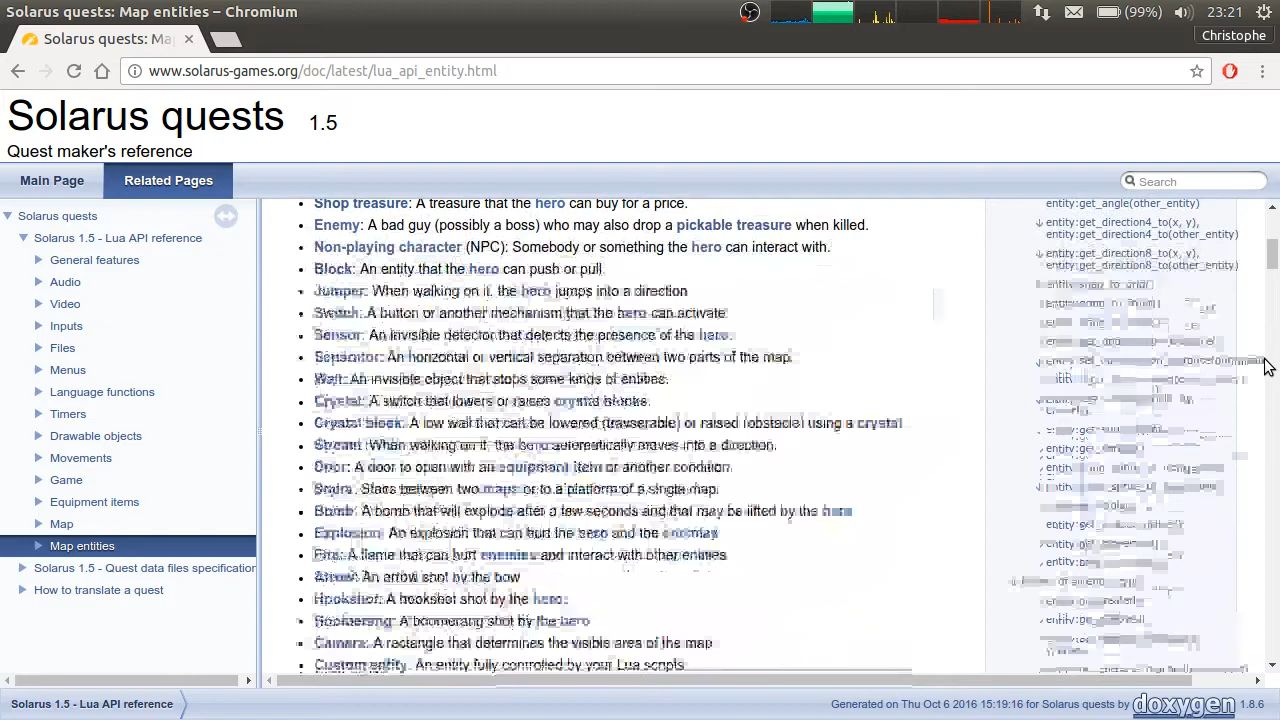 Solarus quests: Map entities – Chromium
(99%)
23:21
Solarus quests: Ma
Christophe
www.solarus-games.org/doc/latest/lua_api_entity.html
Solarus quests 1.5
Quest maker's reference
Main Page
Related Pages
Search
Solarus quests
Solarus 1.5 - Lua API reference
General features
Audio
Video
Inputs
Files
Menus
Language functions
Timers
Drawable objects
Movements
Game
Equipment items
Map
Map entities
Solarus 1.5 - Quest data files specification
How to translate a quest
Shop treasure: A treasure that the hero can buy for a price.
Enemy: A bad guy (possibly a boss) who may also drop a pickable treasure when killed.
Non-playing character (NPC): Somebody or something the hero can interact with.
Block: An entity that the hero can push or pull.
Jumper: When walking on it, the hero jumps into a direction
Switch: A button or another mechanism that the hero can activate
Sensor: An invisible detector that detects the presence of the hero.
Separator: An horizontal or vertical separation between two parts of the map.
Wall: An invisible object that stops some kinds of entities.
Crystal: A switch that lowers or raises crystal blocks.
Crystal block: A low wall that can be lowered (traversable) or raised (obstacle) using a crystal
Stream: When walking on it, the hero automatically moves into a direction.
Door: A door to open with an equipment item or another condition
Stairs: Stairs between two maps or to a platform of a single map.
Bomb: A bomb that will explode after a few seconds and that may be lifted by the hero
Explosion: An explosion that can hurt the hero and the enemies
Fire: A flame that can hurt enemies and interact with other entities
Arrow: An arrow shot by the bow
Hookshot: A hookshot shot by the hero.
Boomerang: A boomerang shot by the hero
Camera: A rectangle that determines the visible area of the map
Custom entity: An entity fully controlled by your Lua scripts
entity:get_angle(other_entity)
entity:get_direction4_to(x, y),
entity:get_direction4_to(other_entity)
entity:get_direction8_to(x, y),
entity:get_direction8_to(other_entity)
entity:snap_to_grid()
Solarus 1.5 - Lua API reference
Generated on Thu Oct 6 2016 15:19:16 for Solarus quests by doxygen 1.8.6